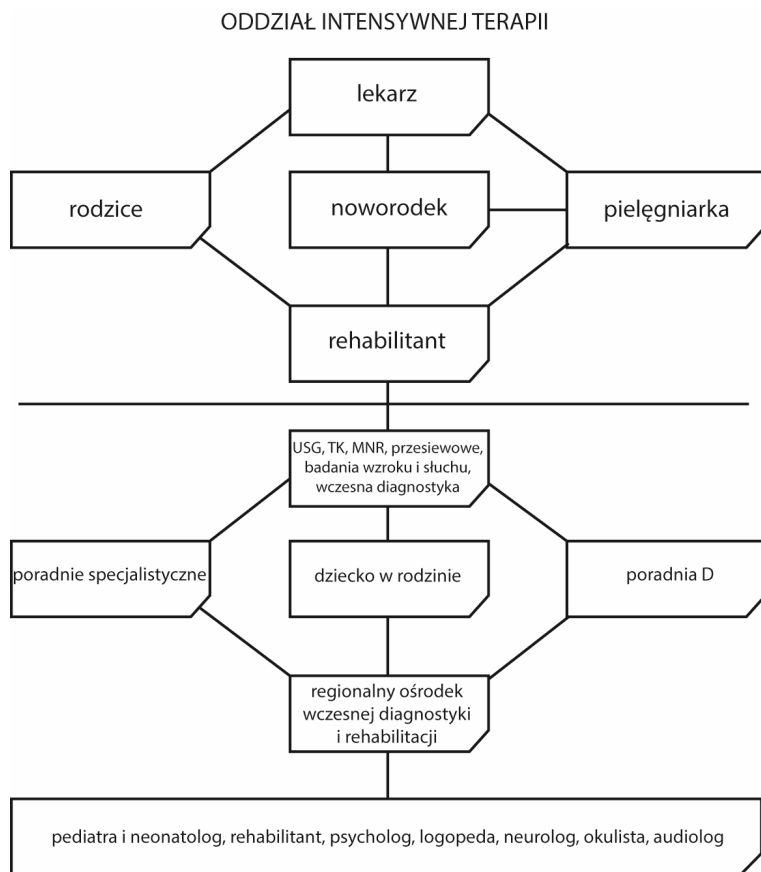 ODDZIAŁ INTENSYWNEJ TERAPII
lekarz
rodzice
noworodek
pielęgniarka
rehabilitant
USG, TK, MNR, przesiewowe,
badania wzroku i słuchu,
wczesna diagnostyka
poradnie specjalistyczne
dziecko w rodzinie
poradnia D
regionalny ośrodek
wczesnej diagnostyki
i rehabilitacji
pediatra i neonatolog, rehabilitant, psycholog, logopeda, neurolog, okulista, audiolog